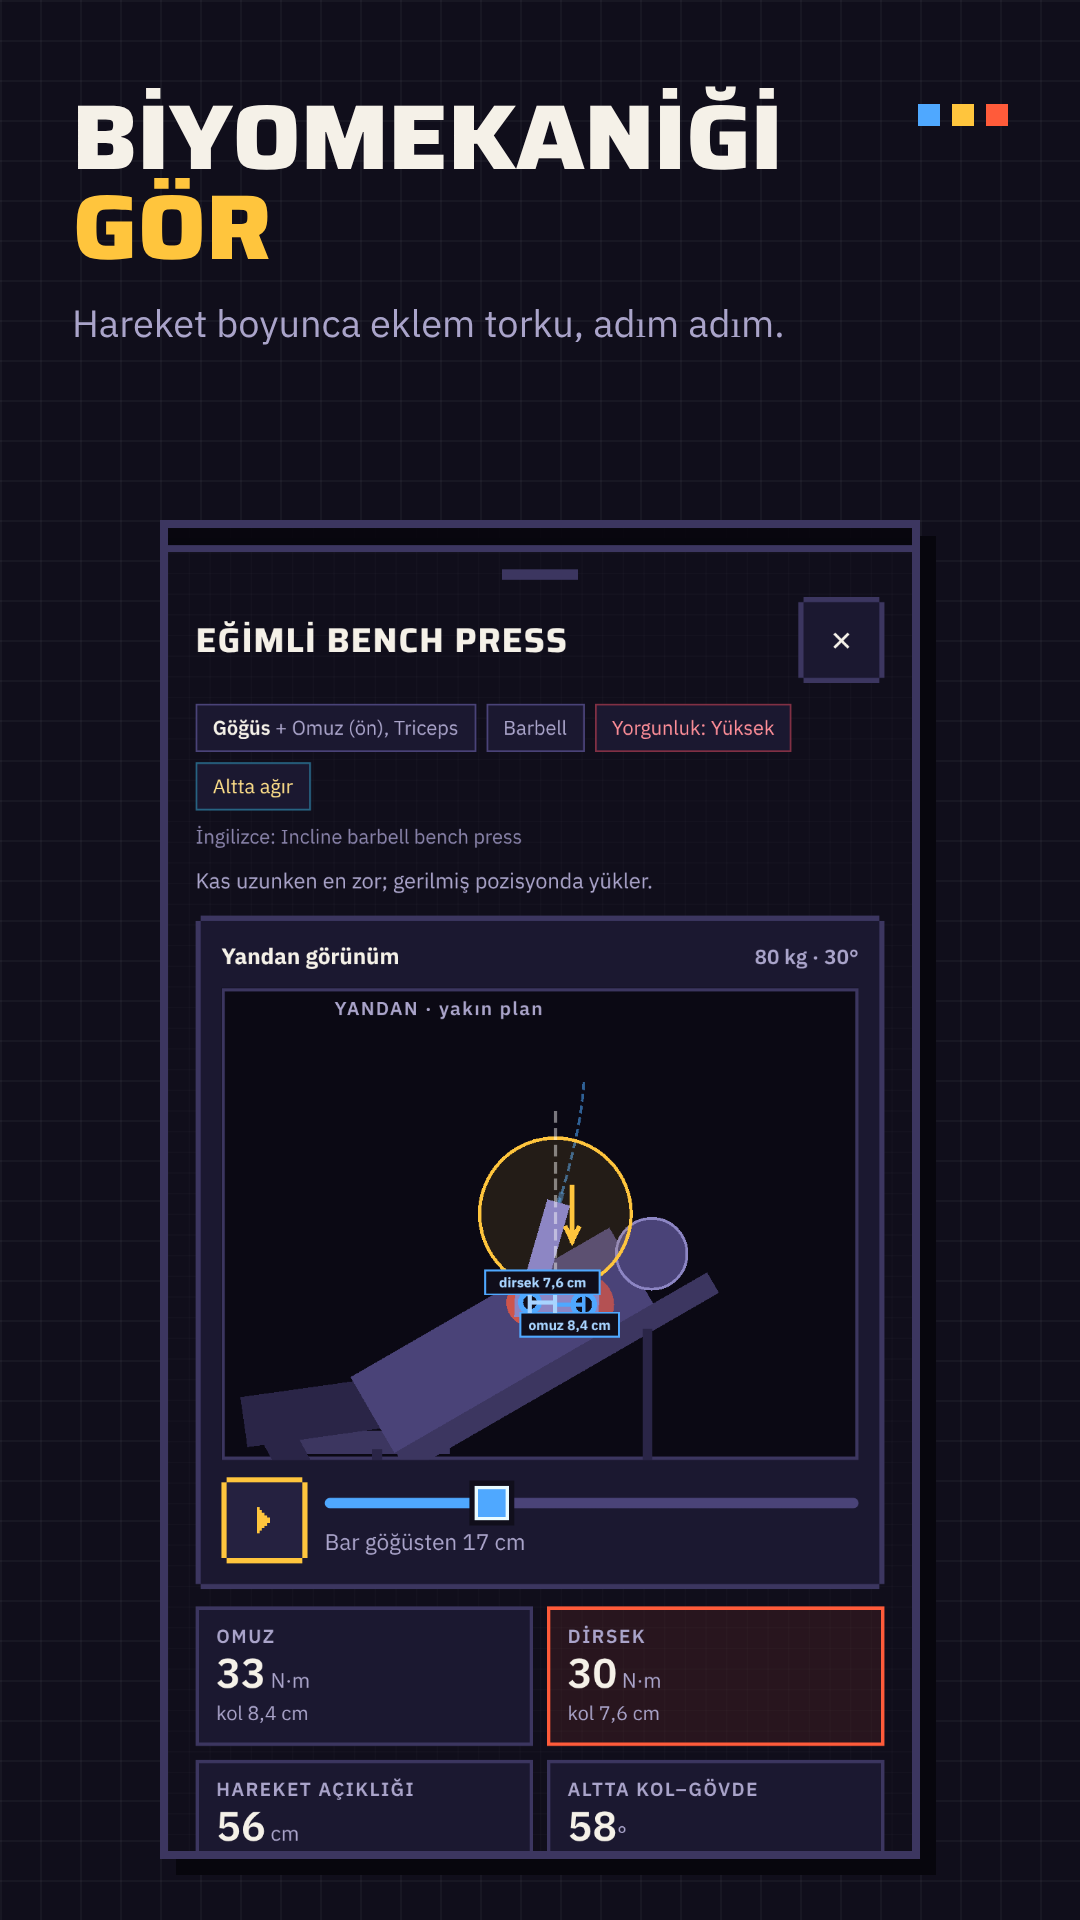 BİYOMEKANİĞİ
GÖR
Hareket boyunca eklem torku, adım adım.
EĞİMLİ BENCH PRESS
×
Göğüs + Omuz (ön), Triceps
Barbell
Yorgunluk: Yüksek
Altta ağır
İngilizce: Incline barbell bench press
Kas uzunken en zor; gerilmiş pozisyonda yükler.
Yandan görünüm
80 kg · 30°
YANDAN · yakın plan
dirsek 7,6 cm
omuz 8,4 cm
Bar göğüsten 17 cm
OMUZ
33 N·m
kol 8,4 cm
DİRSEK
30 N·m
kol 7,6 cm
HAREKET AÇIKLIĞI
56 cm
ALTTA KOL–GÖVDE
58°